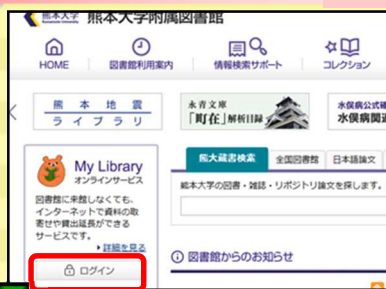 熊本大学 熊本大学附属図書館
HOME 図書館利用案内 情報検索サポート コレクション
熊本地震
ライブラリ
永青文庫
「町在」解析目録
水俣病公式確
水俣病関連
My Library
オンラインサービス
図書館に来館しなくても、
インターネットで資料の取
寄せや貸出延長ができる
サービスです。
詳細を見る
ログイン
熊大蔵書検索 全国図書館 日本語論文
熊本大学の図書・雑誌・リポジトリ論文を探します。
図書館からのお知らせ